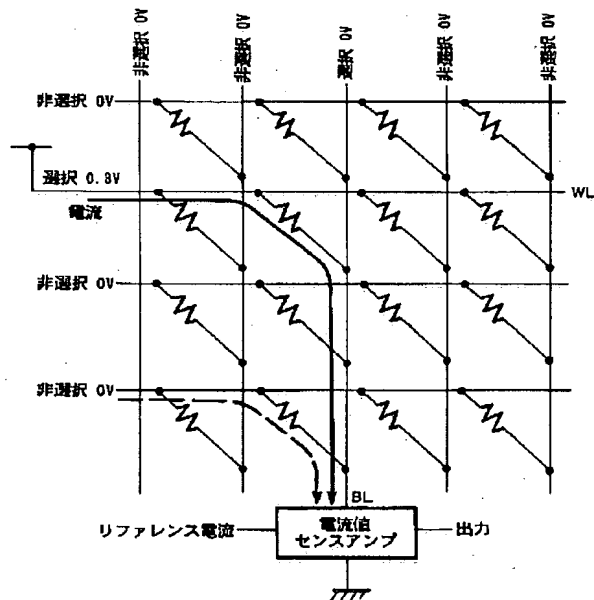 非選択 0V
非選択 0V
選択 0V
非選択 0V
非選択 0V
非選択 0V
選択 0.8V
WL
電流
非選択 0V
非選択 0V
BL
リファレンス電流
電流値
センスアンプ
出力